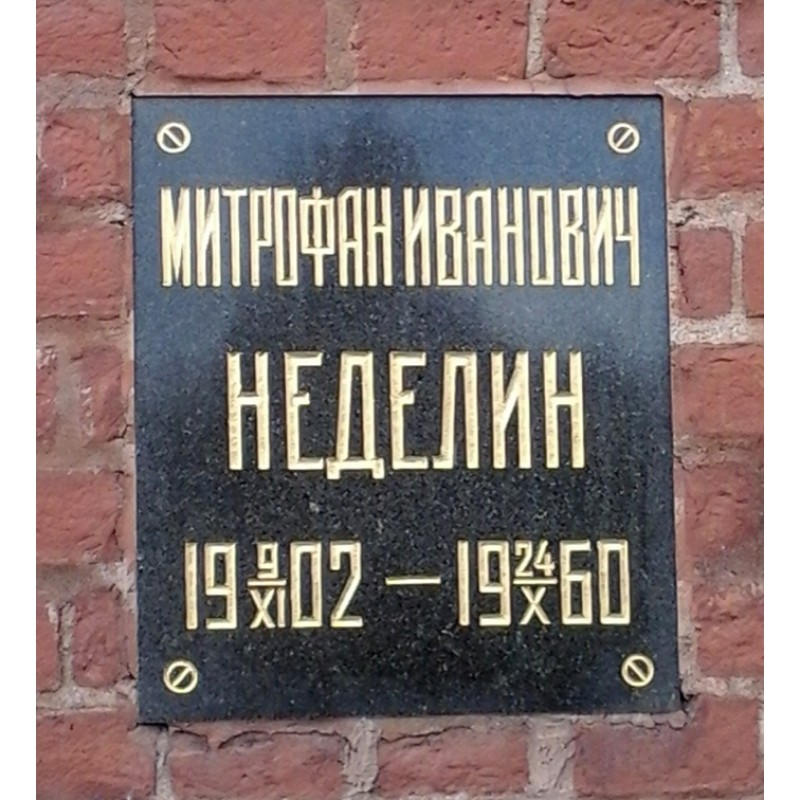 МИТРОФАН ИВАНОВИЧ
НЕДЕЛИН
19 9/XI 02 — 19 24/X 60